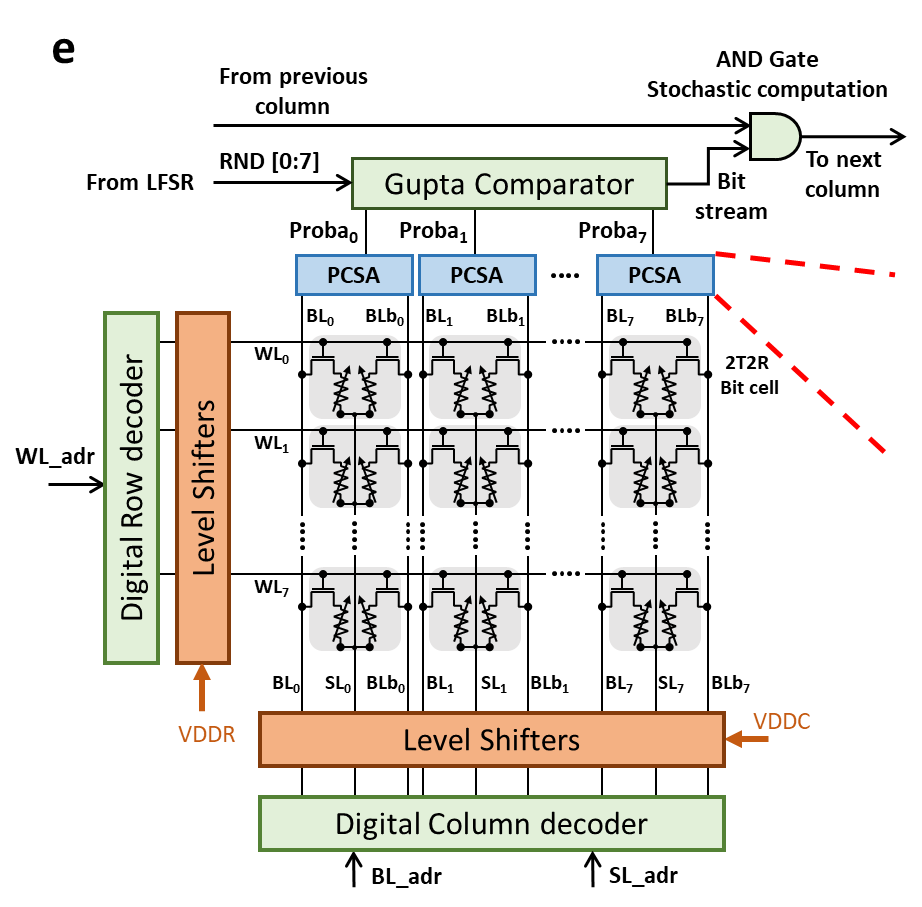 e
From previous
column
AND Gate
Stochastic computation
From LFSR
RND [0:7]
Gupta Comparator
Bit
stream
To next
column
Proba0
Proba1
Proba7
PCSA
PCSA
....
PCSA
BL0
BLb0
BL1
BLb1
BL7
BLb7
WL0
2T2R
Bit cell
WL1
WL_adr
Digital Row decoder
Level Shifters
WL7
BL0
SL0
BLb0
BL1
SL1
BLb1
BL7
SL7
BLb7
VDDR
Level Shifters
VDDC
Digital Column decoder
BL_adr
SL_adr